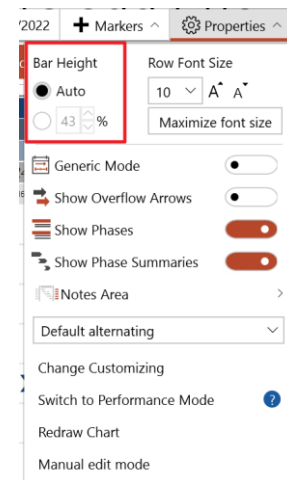 /2022 + Markers Properties
Bar Height Row Font Size
Auto 10 A A
43 % Maximize font size
Generic Mode
Show Overflow Arrows
Show Phases
Show Phase Summaries
Notes Area
Default alternating
Change Customizing
Switch to Performance Mode ?
Redraw Chart
Manual edit mode